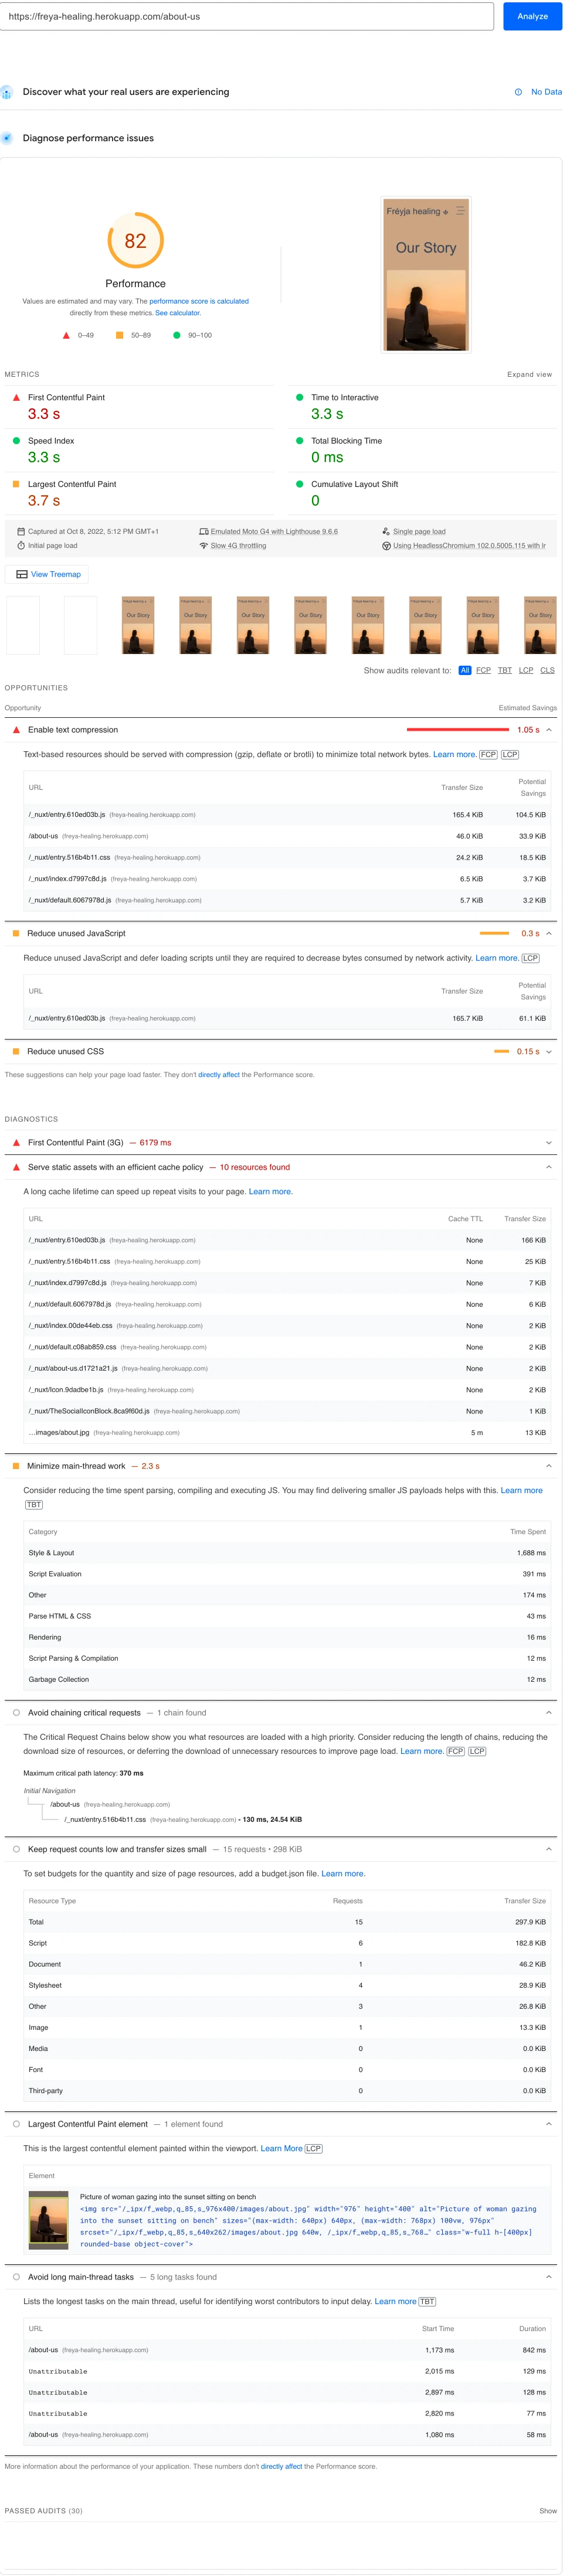 https://freya-healing.herokuapp.com/about-us
Analyze
Discover what your real users are experiencing
No Data
Diagnose performance issues
82
Performance
Values are estimated and may vary. The performance score is calculated
directly from these metrics. See calculator.
0–49
50–89
90–100
Fréyja healing
Our Story
METRICS
Expand view
First Contentful Paint
3.3 s
Time to Interactive
3.3 s
Speed Index
3.3 s
Total Blocking Time
0 ms
Largest Contentful Paint
3.7 s
Cumulative Layout Shift
0
Captured at Oct 8, 2022, 5:12 PM GMT+1
Emulated Moto G4 with Lighthouse 9.6.6
Single page load
Initial page load
Slow 4G throttling
Using HeadlessChromium 102.0.5005.115 with lr
View Treemap
Our Story
Our Story
Our Story
Our Story
Our Story
Our Story
Our Story
Our Story
Show audits relevant to: All FCP TBT LCP CLS
OPPORTUNITIES
Opportunity
Estimated Savings
Enable text compression
1.05 s
Text-based resources should be served with compression (gzip, deflate or brotli) to minimize total network bytes. Learn more. FCP LCP
URL
Transfer Size
Potential
Savings
/_nuxt/entry.610ed03b.js (freya-healing.herokuapp.com) 165.4 KiB 104.5 KiB
/about-us (freya-healing.herokuapp.com) 46.0 KiB 33.9 KiB
/_nuxt/entry.516b4b11.css (freya-healing.herokuapp.com) 24.2 KiB 18.5 KiB
/_nuxt/index.d7997c8d.js (freya-healing.herokuapp.com) 6.5 KiB 3.7 KiB
/_nuxt/default.6067978d.js (freya-healing.herokuapp.com) 5.7 KiB 3.2 KiB
Reduce unused JavaScript
0.3 s
Reduce unused JavaScript and defer loading scripts until they are required to decrease bytes consumed by network activity. Learn more. LCP
URL
Transfer Size
Potential
Savings
/_nuxt/entry.610ed03b.js (freya-healing.herokuapp.com) 165.7 KiB 61.1 KiB
Reduce unused CSS
0.15 s
These suggestions can help your page load faster. They don't directly affect the Performance score.
DIAGNOSTICS
First Contentful Paint (3G) — 6179 ms
Serve static assets with an efficient cache policy — 10 resources found
A long cache lifetime can speed up repeat visits to your page. Learn more.
URL Cache TTL Transfer Size
/_nuxt/entry.610ed03b.js (freya-healing.herokuapp.com) None 166 KiB
/_nuxt/entry.516b4b11.css (freya-healing.herokuapp.com) None 25 KiB
/_nuxt/index.d7997c8d.js (freya-healing.herokuapp.com) None 7 KiB
/_nuxt/default.6067978d.js (freya-healing.herokuapp.com) None 6 KiB
/_nuxt/index.00de44eb.css (freya-healing.herokuapp.com) None 2 KiB
/_nuxt/default.c08ab859.css (freya-healing.herokuapp.com) None 2 KiB
/_nuxt/about-us.d1721a21.js (freya-healing.herokuapp.com) None 2 KiB
/_nuxt/Icon.9dadbe1b.js (freya-healing.herokuapp.com) None 2 KiB
/_nuxt/TheSocialIconBlock.8ca9f60d.js (freya-healing.herokuapp.com) None 1 KiB
…images/about.jpg (freya-healing.herokuapp.com) 5 m 13 KiB
Minimize main-thread work — 2.3 s
Consider reducing the time spent parsing, compiling and executing JS. You may find delivering smaller JS payloads helps with this. Learn more
TBT
Category Time Spent
Style & Layout 1,688 ms
Script Evaluation 391 ms
Other 174 ms
Parse HTML & CSS 43 ms
Rendering 16 ms
Script Parsing & Compilation 12 ms
Garbage Collection 12 ms
Avoid chaining critical requests — 1 chain found
The Critical Request Chains below show you what resources are loaded with a high priority. Consider reducing the length of chains, reducing the
download size of resources, or deferring the download of unnecessary resources to improve page load. Learn more. FCP LCP
Maximum critical path latency: 370 ms
Initial Navigation
/about-us (freya-healing.herokuapp.com)
/_nuxt/entry.516b4b11.css (freya-healing.herokuapp.com) - 130 ms, 24.54 KiB
Keep request counts low and transfer sizes small — 15 requests • 298 KiB
To set budgets for the quantity and size of page resources, add a budget.json file. Learn more.
Resource Type Requests Transfer Size
Total 15 297.9 KiB
Script 6 182.8 KiB
Document 1 46.2 KiB
Stylesheet 4 28.9 KiB
Other 3 26.8 KiB
Image 1 13.3 KiB
Media 0 0.0 KiB
Font 0 0.0 KiB
Third-party 0 0.0 KiB
Largest Contentful Paint element — 1 element found
This is the largest contentful element painted within the viewport. Learn More LCP
Element
Picture of woman gazing into the sunset sitting on bench
<img src="/_ipx/f_webp,q_85,s_976x400/images/about.jpg" width="976" height="400" alt="Picture of woman gazing
into the sunset sitting on bench" sizes="(max-width: 640px) 640px, (max-width: 768px) 100vw, 976px"
srcset="/_ipx/f_webp,q_85,s_640x262/images/about.jpg 640w, /_ipx/f_webp,q_85,s_768…" class="w-full h-[400px]
rounded-base object-cover">
Avoid long main-thread tasks — 5 long tasks found
Lists the longest tasks on the main thread, useful for identifying worst contributors to input delay. Learn more TBT
URL Start Time Duration
/about-us (freya-healing.herokuapp.com) 1,173 ms 842 ms
Unattributable 2,015 ms 129 ms
Unattributable 2,897 ms 128 ms
Unattributable 2,820 ms 77 ms
/about-us (freya-healing.herokuapp.com) 1,080 ms 58 ms
More information about the performance of your application. These numbers don't directly affect the Performance score.
PASSED AUDITS (30)
Show